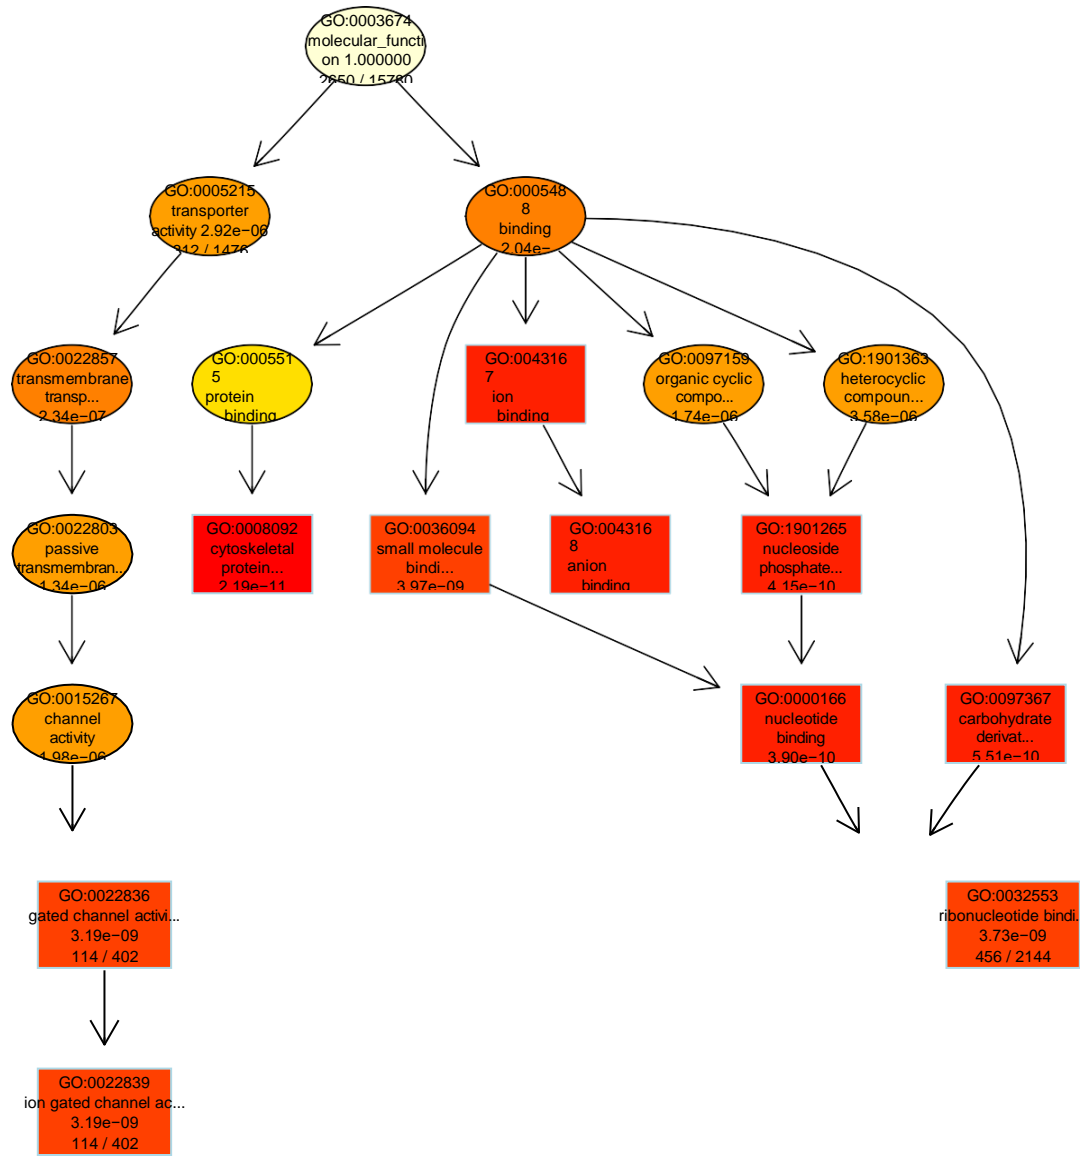 GO:0003674
molecular_functi
on 1.000000
2650 / 15780
GO:0005215
transporter
activity 2.92e−06
312 / 1476
GO:000548
8
binding
2.04e−
GO:0022857
transmembrane
transp...
2.34e−07
GO:000551
5
protein
binding
GO:004316
7
ion
binding
GO:0097159
organic cyclic
compo...
1.74e−06
GO:1901363
heterocyclic
compoun...
3.58e−06
GO:0022803
passive
transmembran...
1.34e−06
GO:0008092
cytoskeletal
protein...
2.19e−11
GO:0036094
small molecule
bindi...
3.97e−09
GO:004316
8
anion
binding
GO:1901265
nucleoside
phosphate...
4.15e−10
GO:0015267
channel
activity
1.98e−06
GO:0000166
nucleotide
binding
3.90e−10
GO:0097367
carbohydrate
derivat...
5.51e−10
GO:0022836
gated channel activi...
3.19e−09
114 / 402
GO:0032553
ribonucleotide bindi.
3.73e−09
456 / 2144
GO:0022839
ion gated channel ac...
3.19e−09
114 / 402